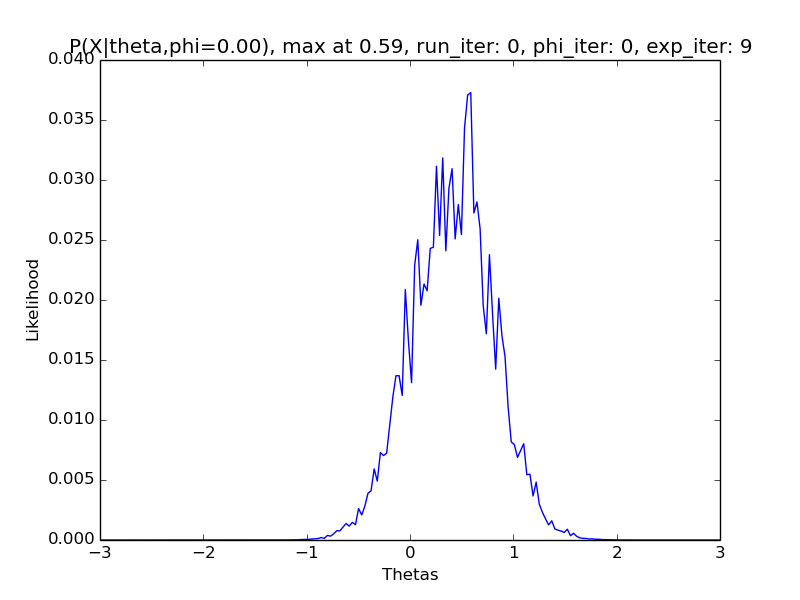 P(X|theta,phi=0.00), max at 0.59, run_iter: 0, phi_iter: 0, exp_iter: 9
0.040
0.035
0.030
0.025
0.020
0.015
0.010
0.005
0.000
Likelihood
−3 −2 −1 0 1 2 3
Thetas